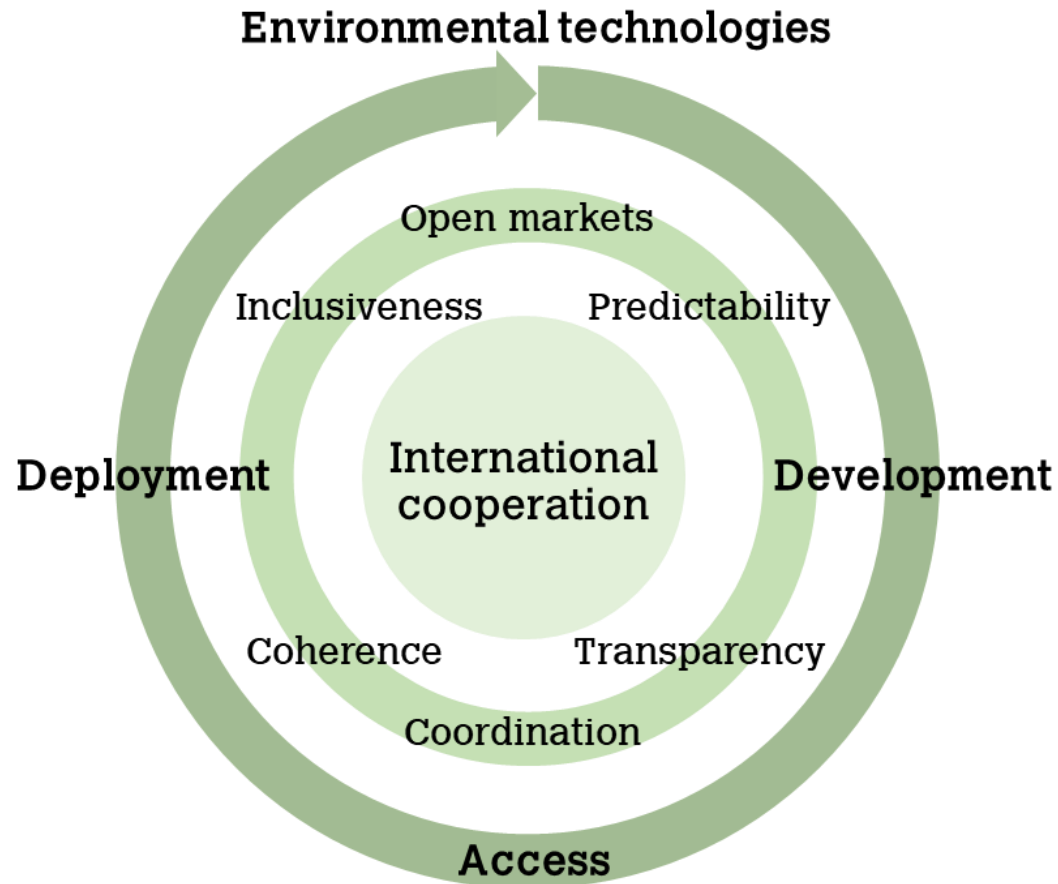 Environmental technologies
Open markets
Inclusiveness
Predictability
Deployment
International
cooperation
Development
Coherence
Transparency
Coordination
Access